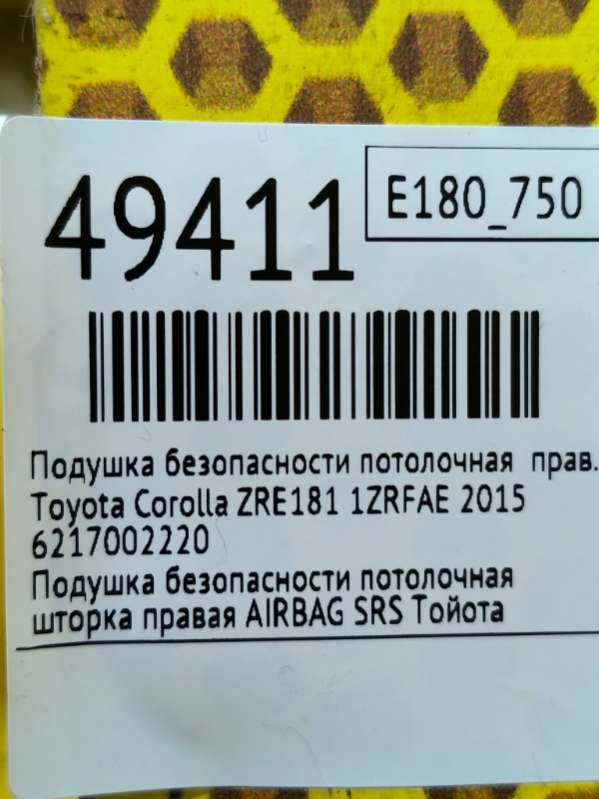 49411
E180_750
Подушка безопасности потолочная прав.
Toyota Corolla ZRE181 1ZRFAE 2015
6217002220
Подушка безопасности потолочная
шторка правая AIRBAG SRS Тойота